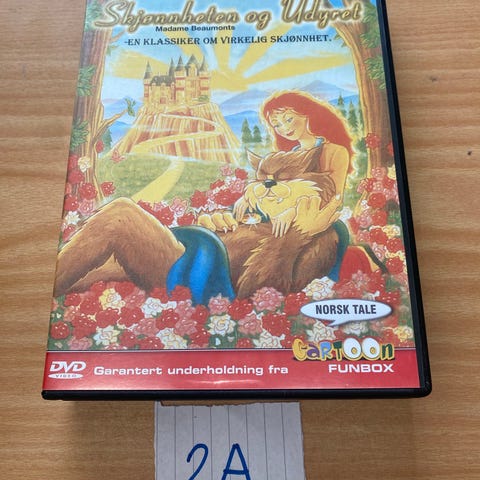 Skjønnheten og Udyret
Madame Beaumonts
-EN KLASSIKER OM VIRKELIG SKJØNNHET.-
NORSK TALE
DVD
VIDEO
Garantert underholdning fra
CARTOON
FUNBOX
2A